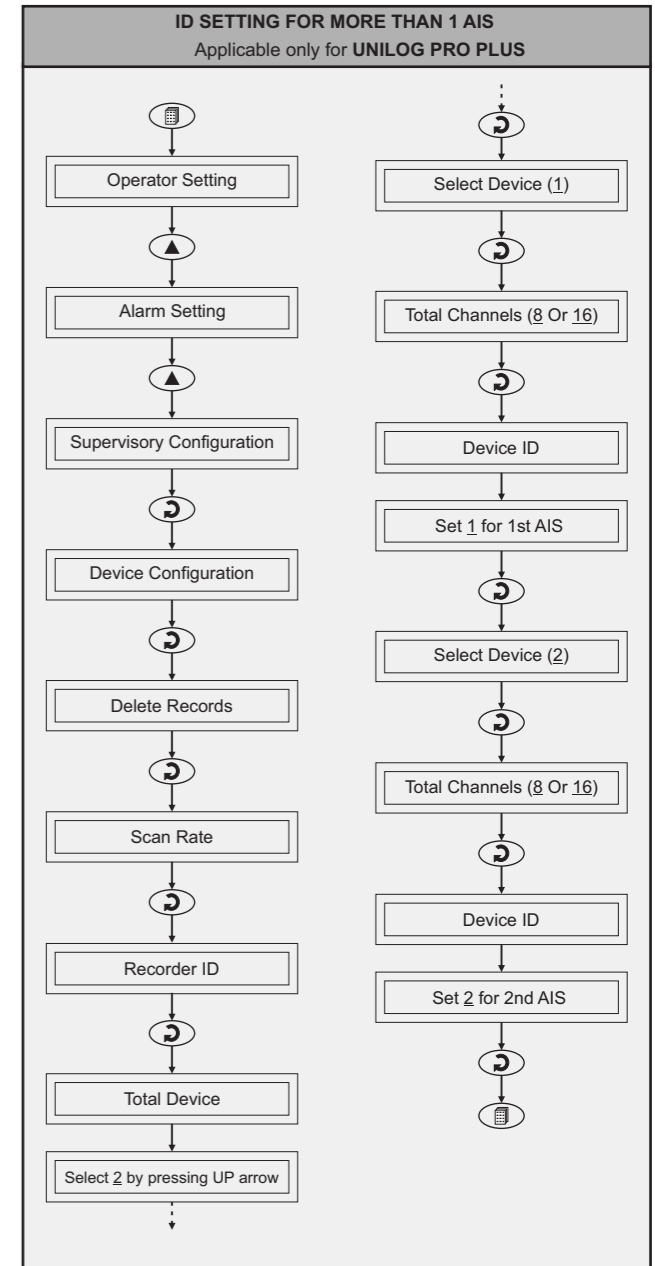 ID SETTING FOR MORE THAN 1 AIS
Applicable only for UNILOG PRO PLUS
Operator Setting
Alarm Setting
Supervisory Configuration
Device Configuration
Delete Records
Scan Rate
Recorder ID
Total Device
Select 2 by pressing UP arrow
Select Device (1)
Total Channels (8 Or 16)
Device ID
Set 1 for 1st AIS
Select Device (2)
Total Channels (8 Or 16)
Device ID
Set 2 for 2nd AIS